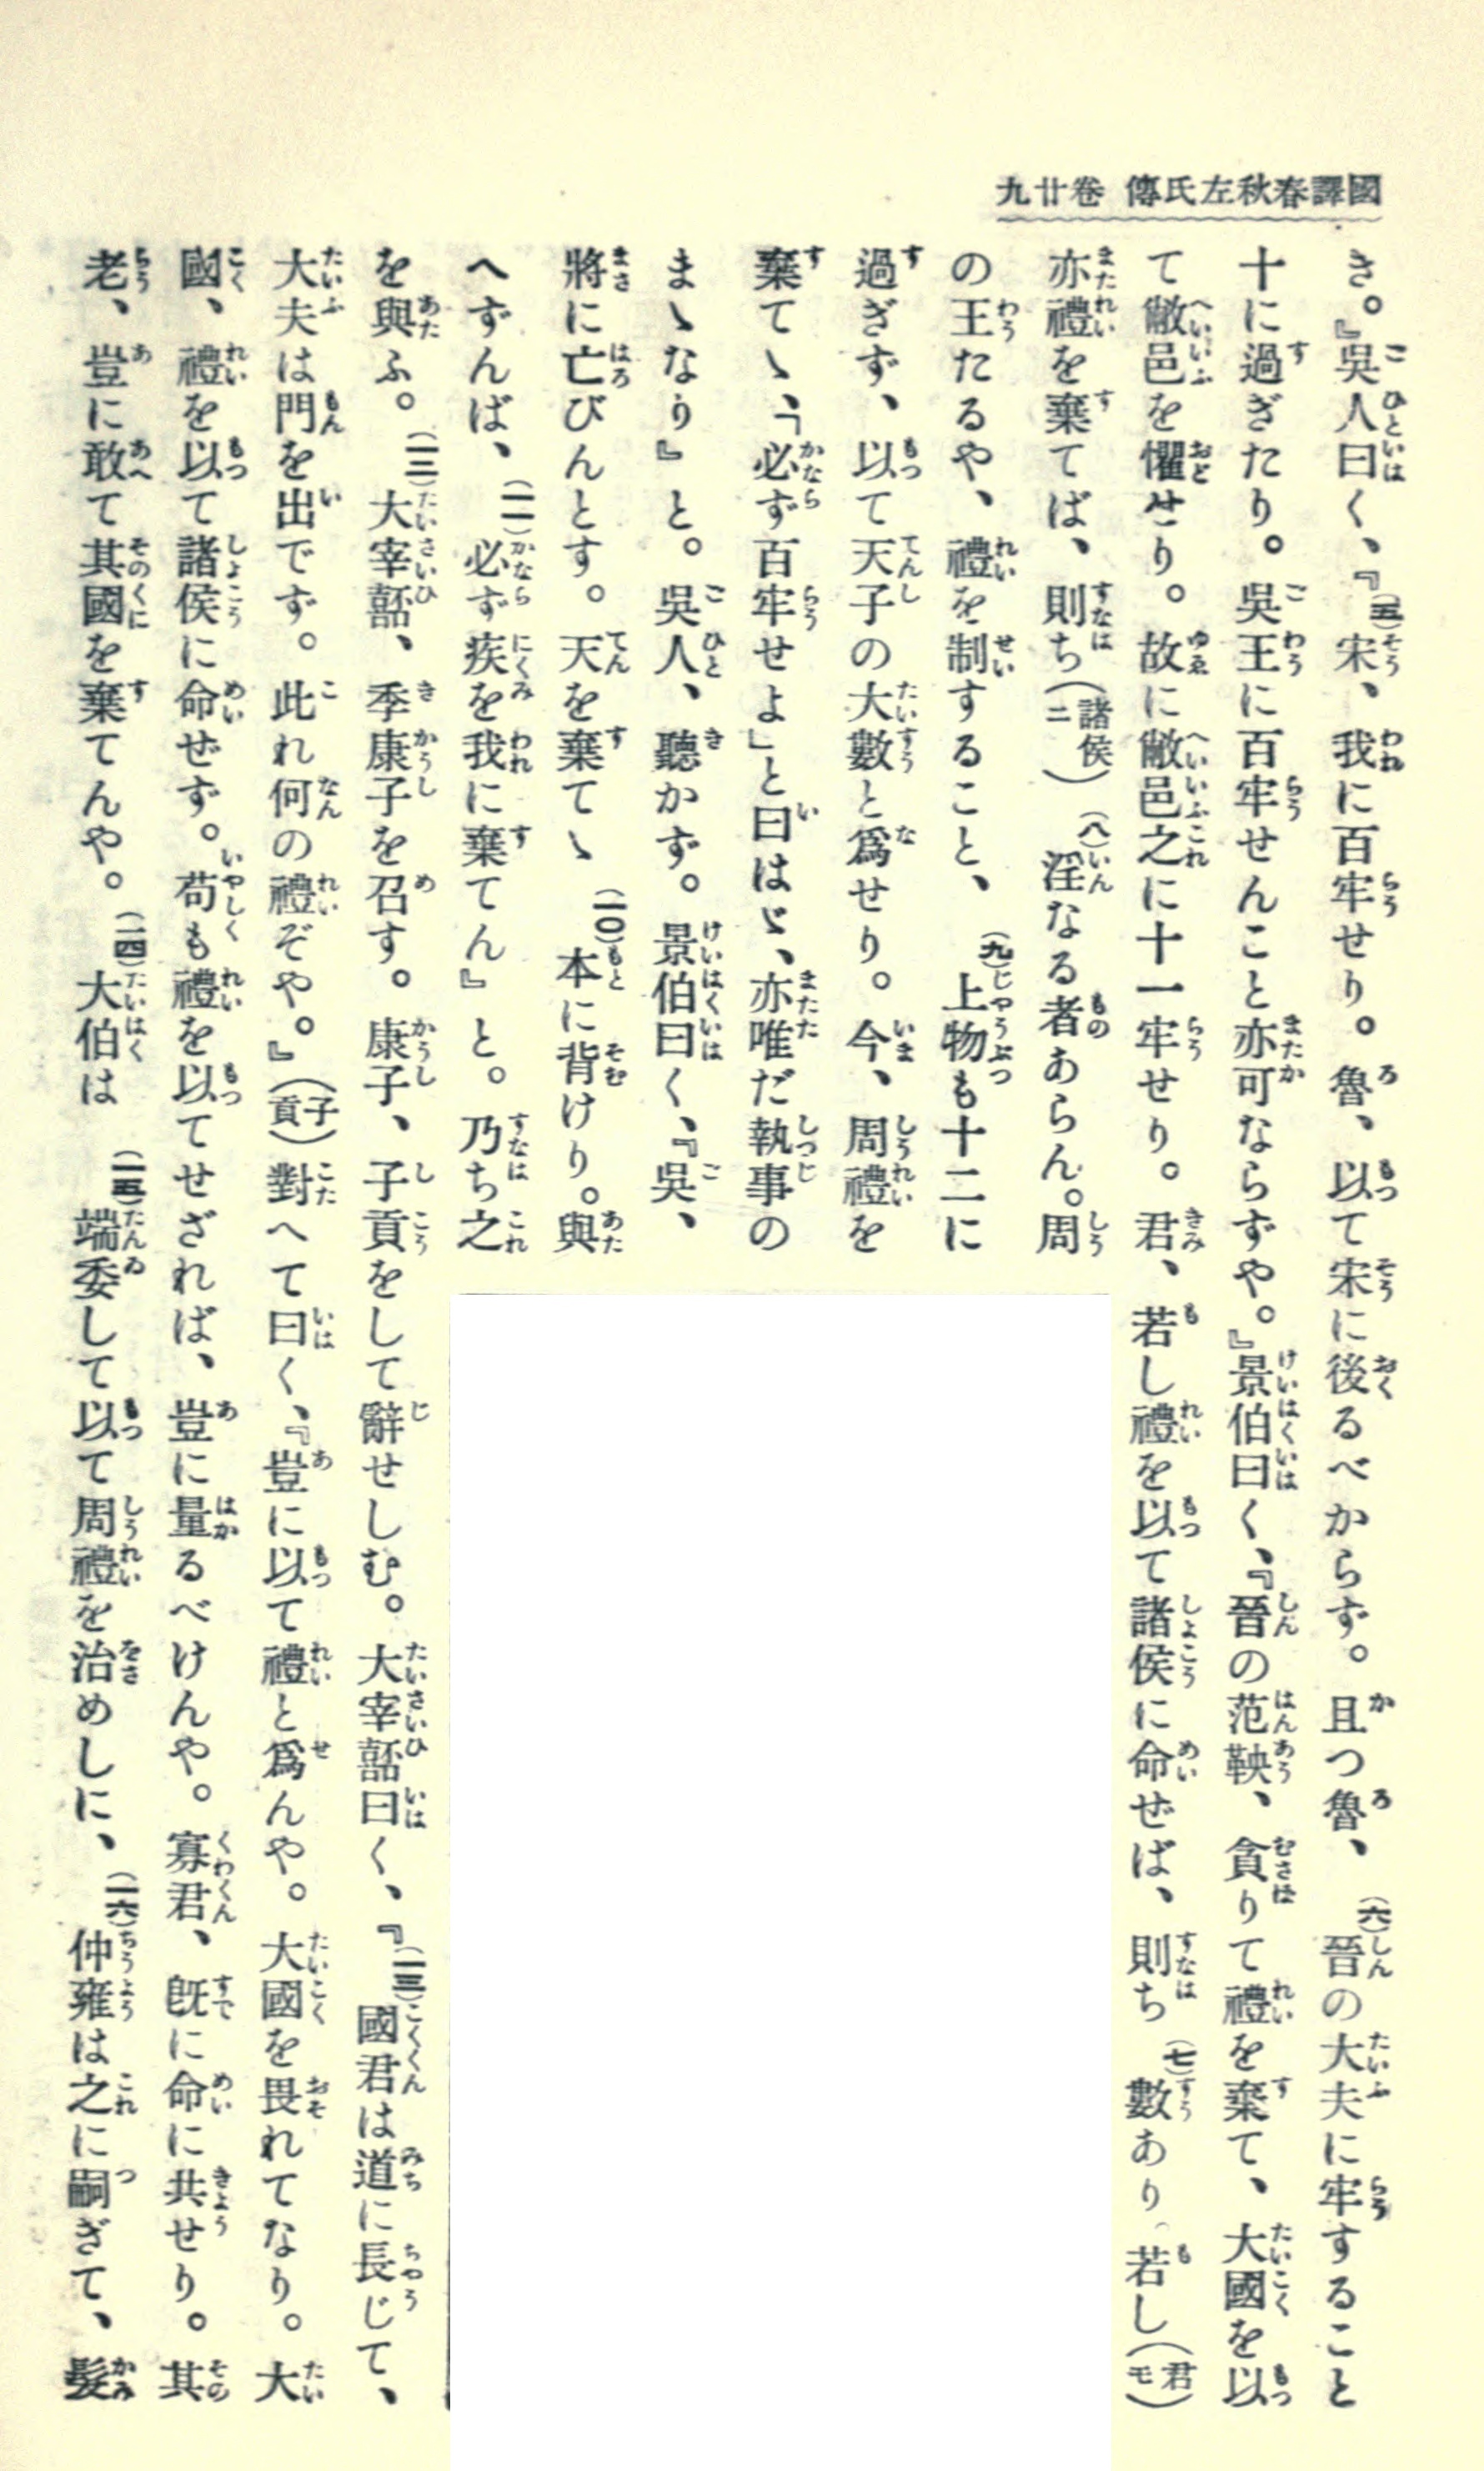 國譯春秋左氏傳　卷廿九
き。』吳人曰く、『(五)宋、我に百牢せり。魯、以て宋に後るべからず。且つ魯、(六)晉の大夫に牢すること
十に過ぎたり。吳王に百牢せんこと亦可ならずや。』景伯曰く、『晉の范鞅、貪りて禮を棄て、大國を以
て敝邑を懼せり。故に敝邑之に十一牢せり。君、若し禮を以て諸侯に命ぜば、則ち(七)數あり。若し(君モ)
亦禮を棄てば、則ち(諸侯ニ)(八)淫なる者あらん。周
の王たるや、禮を制すること、(九)上物も十二に
過ぎず、以て天子の大數と爲せり。今、周禮を
棄てゝ、「必ず百牢せよ」と曰はゞ、亦唯だ執事の
まゝなり』と。吳人、聽かず。景伯曰く、『吳、
將に亡びんとす。天を棄てゝ(一〇)本に背けり。與
へずんば、(一一)必ず疾を我に棄てん』と。乃ち之
を與ふ。(一二)大宰嚭、季康子を召す。康子、子貢をして辭せしむ。大宰嚭曰く、『(一三)國君は道に長じて、
大夫は門を出でず。此れ何の禮ぞや。』(子貢)對へて曰く、『豈に以て禮と爲んや。大國を畏れてなり。大
國、禮を以て諸侯に命ぜず。苟も禮を以てせざれば、豈に量るべけんや。寡君、旣に命に共せり。其
老、豈に敢て其國を棄てんや。(一四)大伯は(一五)端委して以て周禮を治めしに、(一六)仲雍は之に嗣ぎて、髮